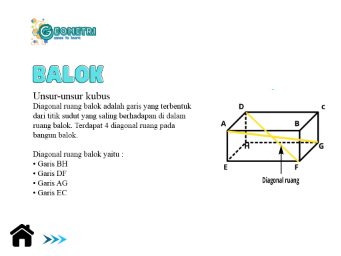 GEOMETRI
BALOK
Unsur-unsur kubus
Diagonal ruang balok adalah garis yang terbentuk
dari titik sudut yang saling berhadapan di dalam
ruang balok. Terdapat 4 diagonal ruang pada
bangun balok.
Diagonal ruang balok yaitu :
• Garis BH
• Garis DF
• Garis AG
• Garis EC
D
c
A
B
H
G
E
F
Diagonal ruang